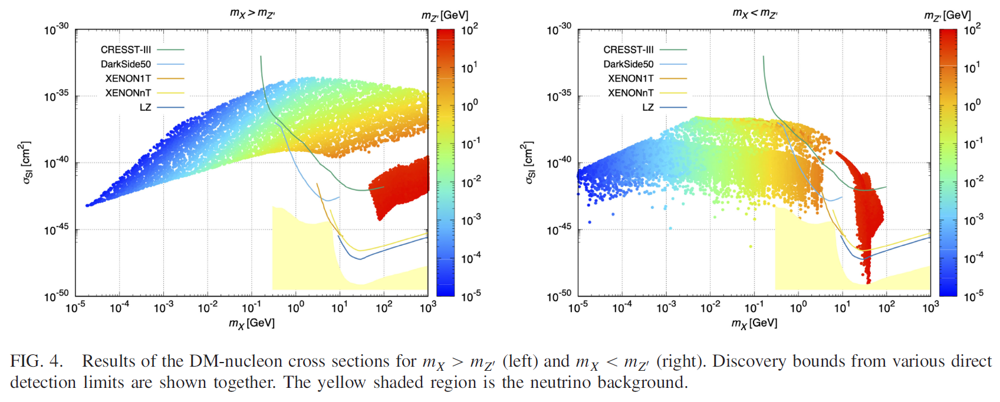 m_X > m_Z'
m_Z' [GeV]
10^-30
10^-35
10^-40
10^-45
10^-50
σ_SI [cm^2]
CRESST-III
DarkSide50
XENON1T
XENONnT
LZ
10^-5
10^-4
10^-3
10^-2
10^-1
10^0
10^1
10^2
10^3
m_X [GeV]
10^2
10^1
10^0
10^-1
10^-2
10^-3
10^-4
10^-5
m_X < m_Z'
m_Z' [GeV]
10^-30
10^-35
10^-40
10^-45
10^-50
σ_SI [cm^2]
CRESST-III
DarkSide50
XENON1T
XENONnT
LZ
10^-5
10^-4
10^-3
10^-2
10^-1
10^0
10^1
10^2
10^3
m_X [GeV]
10^2
10^1
10^0
10^-1
10^-2
10^-3
10^-4
10^-5
FIG. 4. Results of the DM-nucleon cross sections for m_X > m_Z' (left) and m_X < m_Z' (right). Discovery bounds from various direct
detection limits are shown together. The yellow shaded region is the neutrino background.